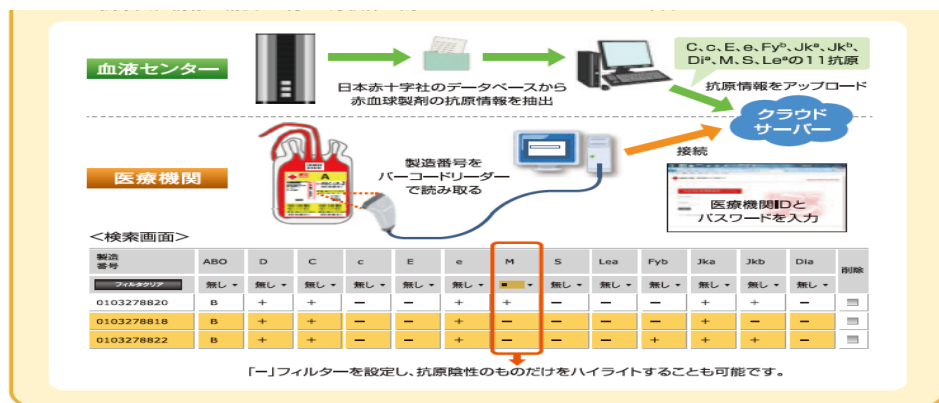 血液センター
日本赤十字社のデータベースから
赤血球製剤の抗原情報を抽出
C、c、E、e、Fyᵇ、Jkᵃ、Jkᵇ、
Diᵃ、M、S、Leᵃの11抗原
抗原情報をアップロード
クラウド
サーバー
医療機関
A
製造番号を
バーコードリーダー
で読み取る
接続
医療機関IDと
パスワードを入力
<検索画面>
製造
番号 ABO D C c E e M S Lea Fyb Jka Jkb Dia 削除
フィルタクリア 無し 無し 無し 無し 無し 無し − 無し 無し 無し 無し 無し 無し
0103278820 B + + − − + + − − − + + −
0103278818 B + + − − + − − − − + − −
0103278822 B + + − − + − − − + + + −
「−」フィルターを設定し、抗原陰性のものだけをハイライトすることも可能です。